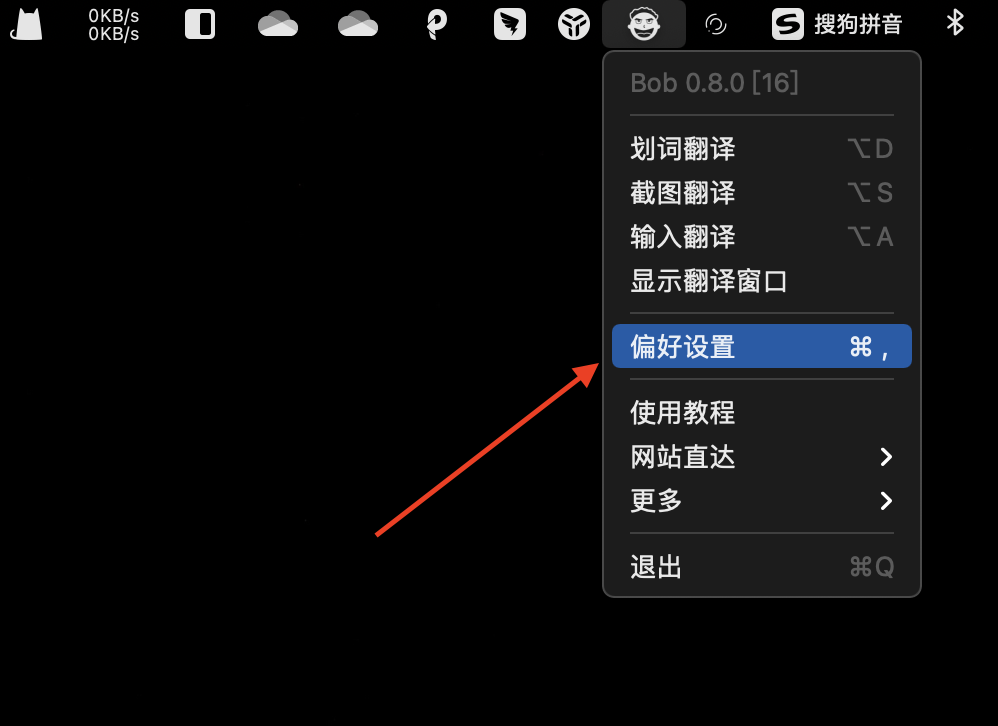 0KB/s
0KB/s
搜狗拼音
Bob 0.8.0 [16]
划词翻译 ⌥D
截图翻译 ⌥S
输入翻译 ⌥A
显示翻译窗口
偏好设置 ⌘,
使用教程
网站直达
更多
退出 ⌘Q